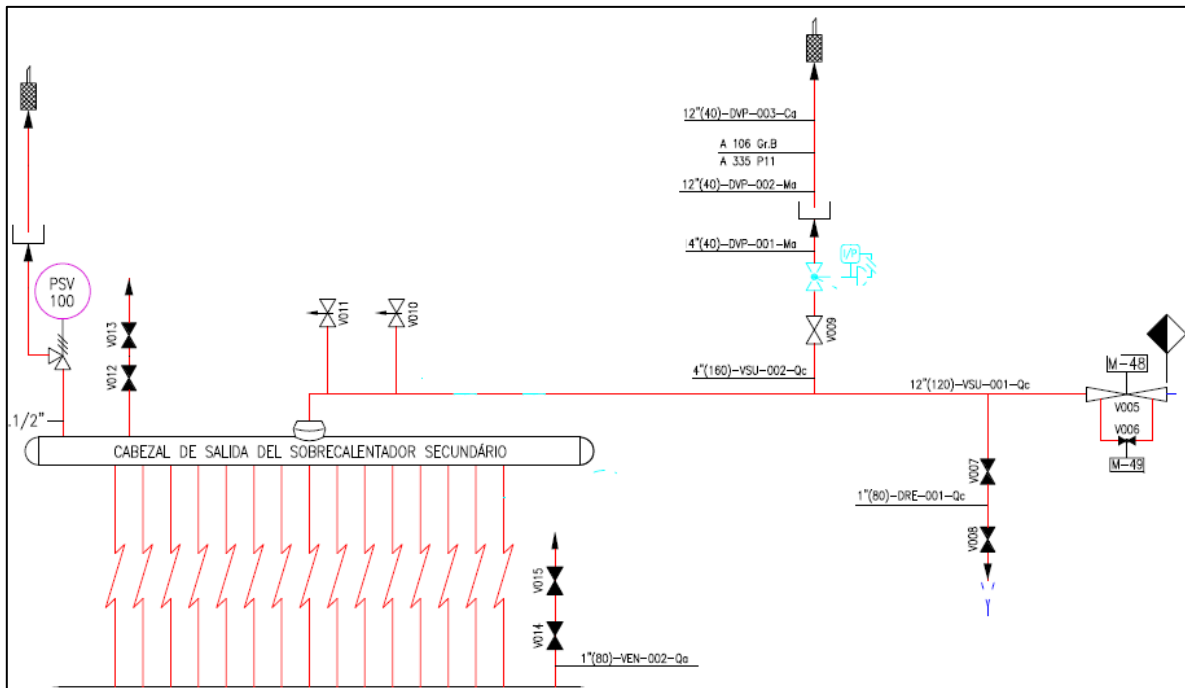 12"(40)-DVP-003-Ca
A 106 Gr.B
A 335 P11
12"(40)-DVP-002-Ma
4"(40)-DVP-001-Ma
I/P
PSV
100
V013
V012
V011
V010
V009
4"(160)-VSU-002-Qc
12"(120)-VSU-001-Qc
M-48
V005
V006
M-49
.1/2"
CABEZAL DE SALIDA DEL SOBRECALENTADOR SECUNDÁRIO
V007
1"(80)-DRE-001-Qc
V008
V015
V014
1"(80)-VEN-002-Qa